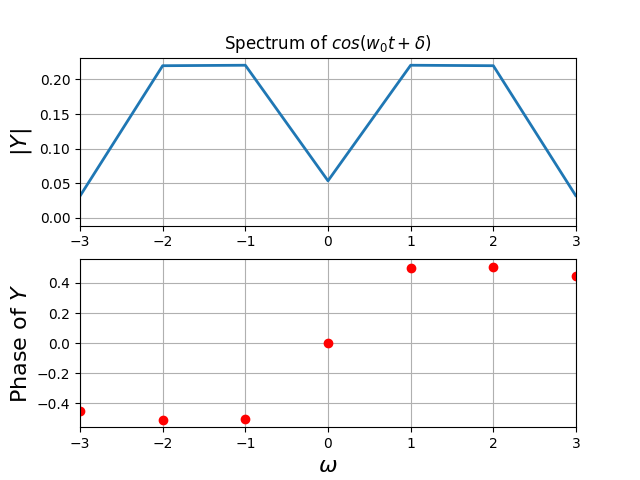 Spectrum of $cos(w_0t + \delta)$
|Y|
0.20
0.15
0.10
0.05
0.00
−3 −2 −1 0 1 2 3
Phase of Y
0.4
0.2
0.0
−0.2
−0.4
−3 −2 −1 0 1 2 3
ω